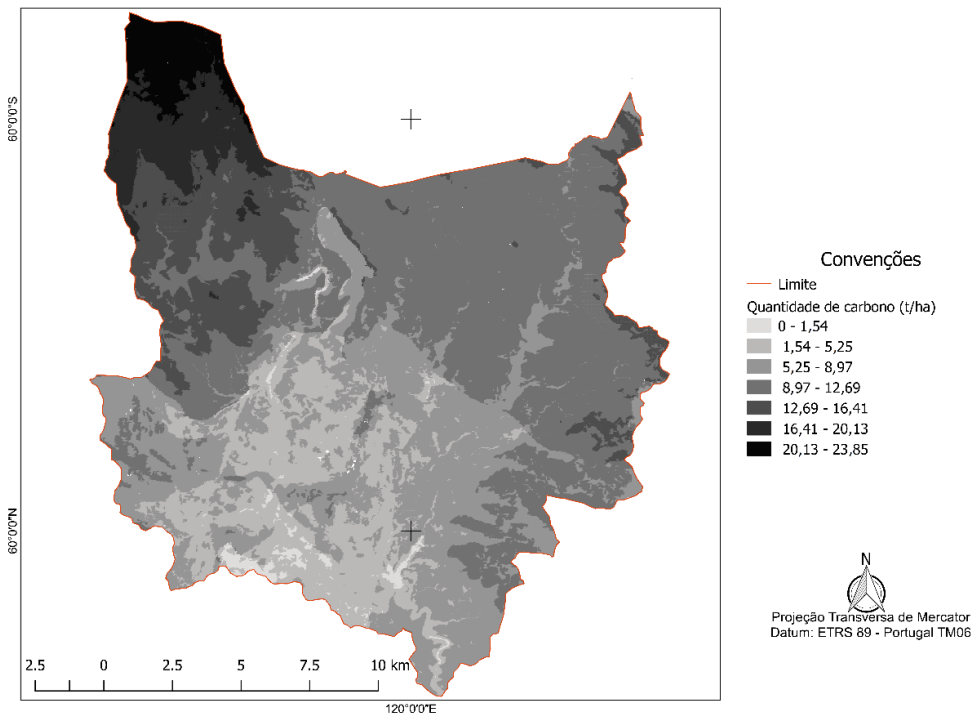 60°0'0"S
60°0'0"N
Convenções
Limite
Quantidade de carbono (t/ha)
0 - 1,54
1,54 - 5,25
5,25 - 8,97
8,97 - 12,69
12,69 - 16,41
16,41 - 20,13
20,13 - 23,85
N
Projeção Transversa de Mercator
Datum: ETRS 89 - Portugal TM06
2.5 0 2.5 5 7.5 10 km
120°0'0"E